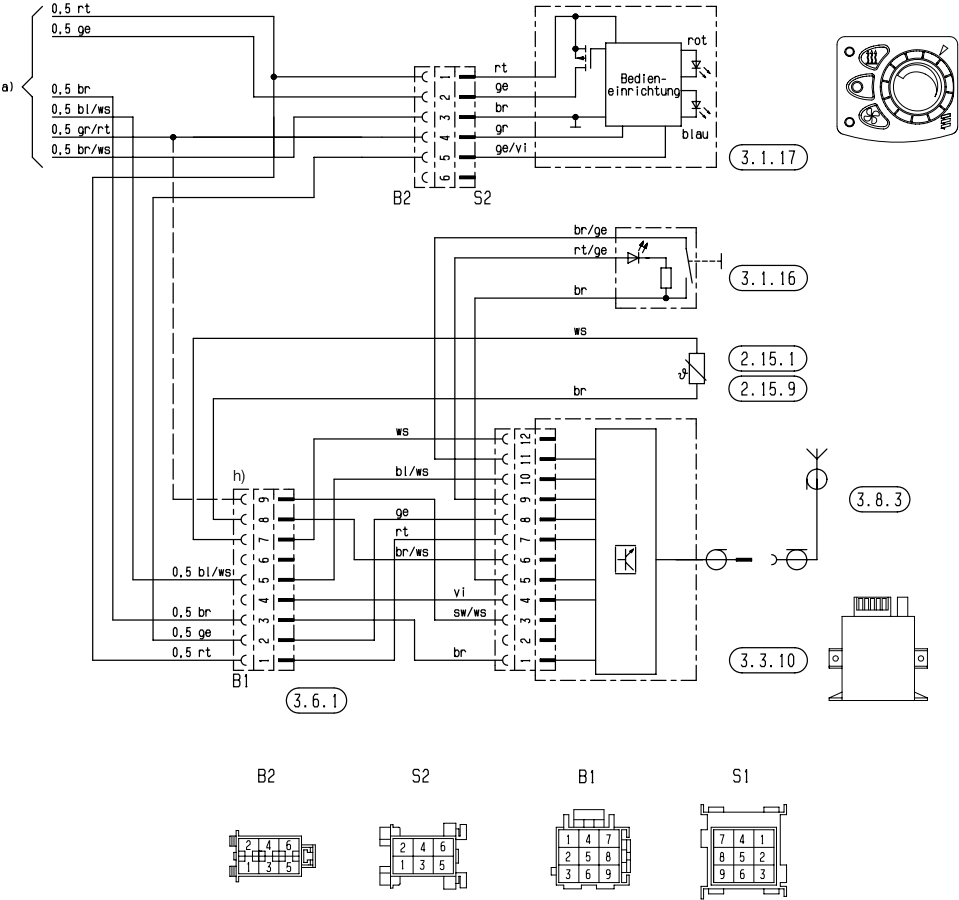 0,5 rt
0,5 ge
a)
0,5 br
0,5 bl/ws
0,5 gr/rt
0,5 br/ws
rt
ge
br
gr
ge/vi
1
2
3
4
5
6
B2
S2
Bedien-
einrichtung
rot
blau
3.1.17
br/ge
rt/ge
br
3.1.16
ws
br
2.15.1
2.15.9
ws
bl/ws
ge
rt
br/ws
vi
sw/ws
br
12
11
10
9
8
7
6
5
4
3
2
1
3.8.3
3.3.10
h)
9
8
7
6
5
4
3
2
1
0,5 bl/ws
0,5 br
0,5 ge
0,5 rt
B1
3.6.1
B2
S2
B1
S1
2 4 6
1 3 5
2 4 6
1 3 5
1 4 7
2 5 8
3 6 9
7 4 1
8 5 2
9 6 3